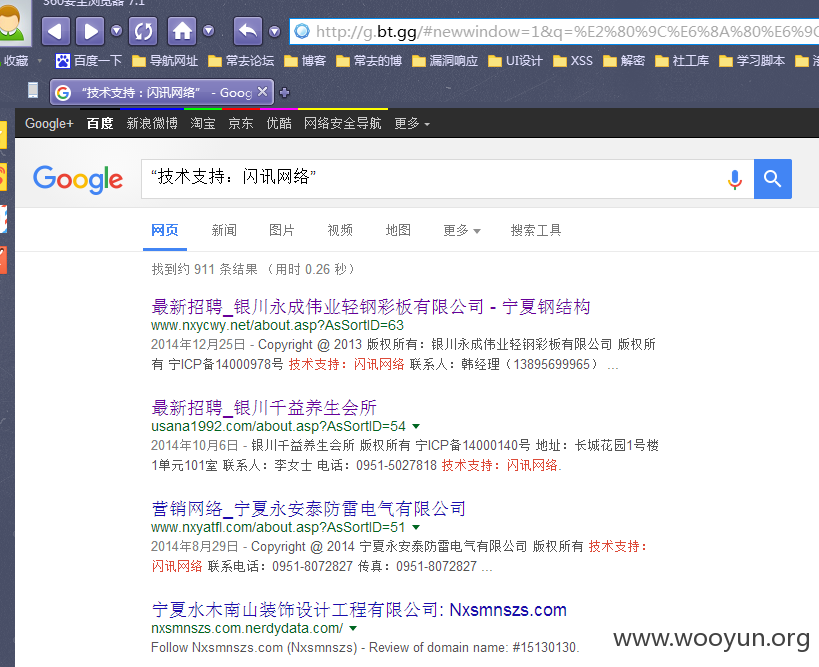 360安全浏览器 7.1
http://g.bt.gg/#newwindow=1&q=%E2%80%9C%E6%8A%80%E6%9C
收藏 百度一下 导航网址 常去论坛 博客 常去的博 漏洞响应 UI设计 XSS 解密 社工库 学习脚本
“技术支持：闪讯网络” - Goog
Google+ 百度 新浪微博 淘宝 京东 优酷 网络安全导航 更多
Google “技术支持：闪讯网络”
网页 新闻 图片 视频 地图 更多 搜索工具
找到约 911 条结果 （用时 0.26 秒）
最新招聘_银川永成伟业轻钢彩板有限公司 - 宁夏钢结构
www.nxycwy.net/about.asp?AsSortID=63
2014年12月25日 - Copyright @ 2013 版权所有：银川永成伟业轻钢彩板有限公司 版权所
有 宁ICP备14000978号 技术支持：闪讯网络 联系人：韩经理（13895699965） ...
最新招聘_银川千益养生会所
usana1992.com/about.asp?AsSortID=54
2014年10月6日 - 银川千益养生会所 版权所有 宁ICP备14000140号 地址：长城花园1号楼
1单元101室 联系人：李女士 电话：0951-5027818 技术支持：闪讯网络.
营销网络_宁夏永安泰防雷电气有限公司
www.nxyatfl.com/about.asp?AsSortID=51
2014年8月29日 - Copyright @ 2014 宁夏永安泰防雷电气有限公司 版权所有 技术支持：
闪讯网络 联系电话：0951-8072827 传真：0951-8072827 ...
宁夏水木南山装饰设计工程有限公司: Nxsmnszs.com
nxsmnszs.com.nerdydata.com/
Follow Nxsmnszs.com (Nxsmnszs) - Review of domain name: #15130130.
www.wooyun.org